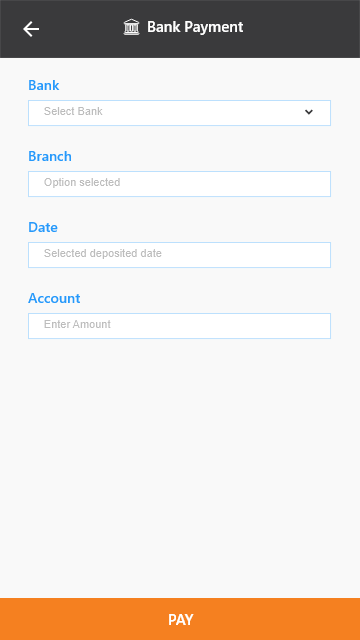 Bank Payment
Bank
Select Bank
Branch
Option selected
Date
Selected deposited date
Account
Enter Amount
PAY